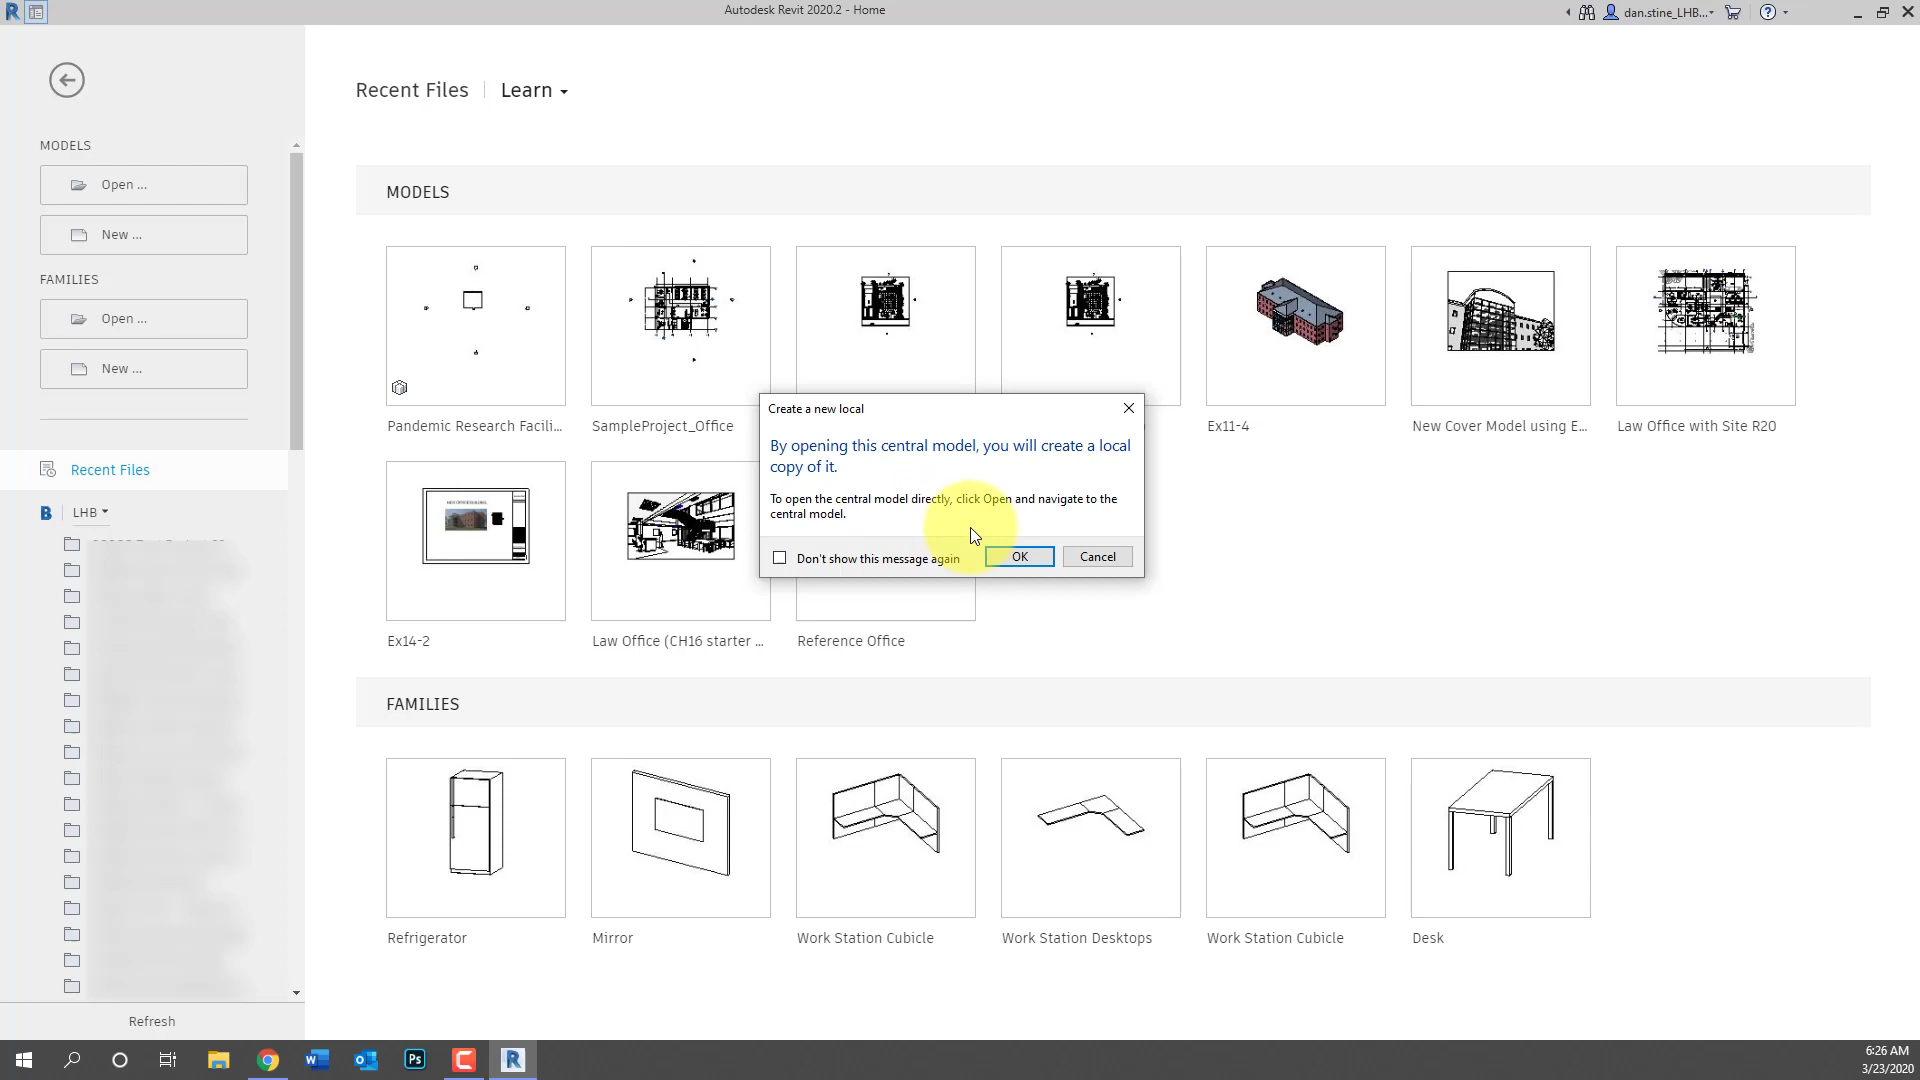 Autodesk Revit 2020.2 - Home
dan.stine_LHB...
Recent Files
Learn
MODELS
Open ...
New ...
FAMILIES
Open ...
New ...
Recent Files
LHB
Refresh
MODELS
Pandemic Research Facili...
SampleProject_Office
Ex11-4
New Cover Model using E...
Law Office with Site R20
Ex14-2
Law Office (CH16 starter ...
Reference Office
Create a new local
By opening this central model, you will create a local
copy of it.
To open the central model directly, click Open and navigate to the
central model.
Don't show this message again
OK
Cancel
FAMILIES
Refrigerator
Mirror
Work Station Cubicle
Work Station Desktops
Work Station Cubicle
Desk
6:26 AM
3/23/2020